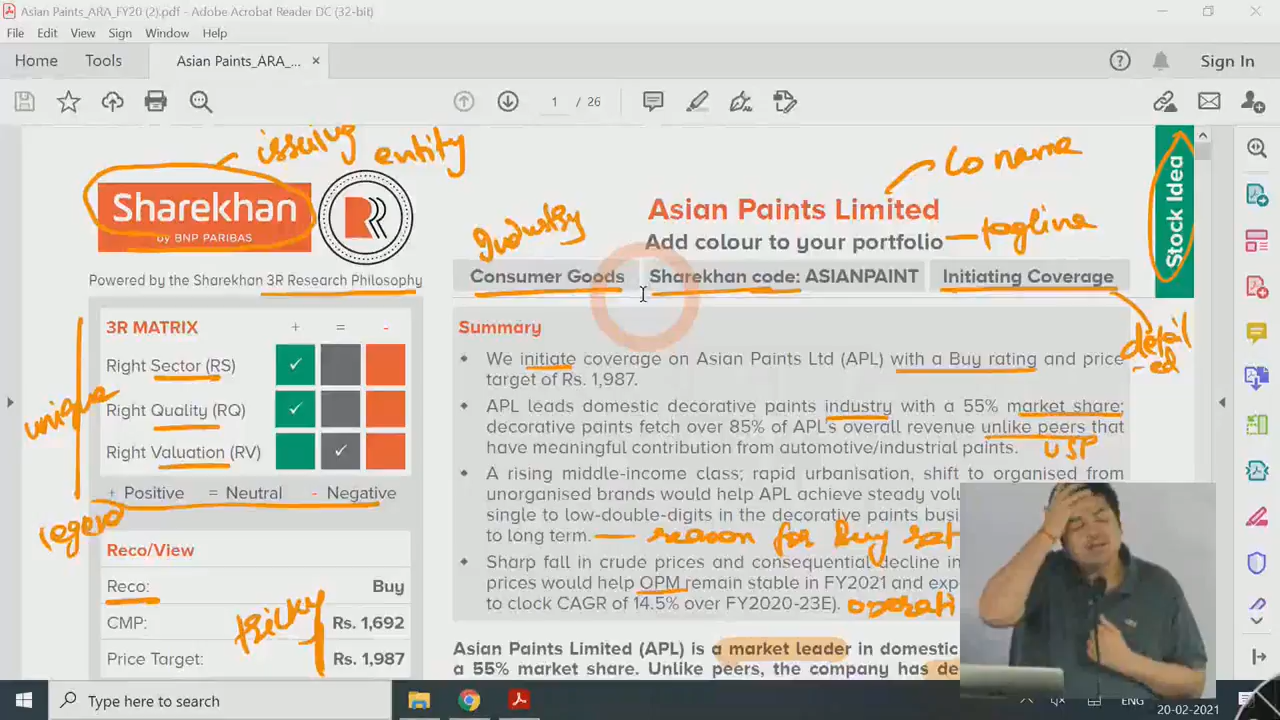 Asian Paints_ARA_FY20 (2).pdf - Adobe Acrobat Reader DC (32-bit)
File Edit View Sign Window Help
Home Tools Asian Paints_ARA_... × Sign In
1 / 26
issuing entity
Co name
Sharekhan
by BNP PARIBAS
Asian Paints Limited
Add colour to your portfolio
tagline
Stock Idea
Industry
Powered by the Sharekhan 3R Research Philosophy
Consumer Goods Sharekhan code: ASIANPAINT Initiating Coverage
detail
-ed
3R MATRIX + = -
Right Sector (RS) ✓
Right Quality (RQ) ✓
Right Valuation (RV) ✓
+ Positive = Neutral - Negative
unique
legend
Reco/View
Reco: Buy
CMP: Rs. 1,692
Price Target: Rs. 1,987
tricky
Summary
• We initiate coverage on Asian Paints Ltd (APL) with a Buy rating and price
target of Rs. 1,987.
• APL leads domestic decorative paints industry with a 55% market share;
decorative paints fetch over 85% of APL's overall revenue unlike peers that
have meaningful contribution from automotive/industrial paints.
USP
• A rising middle-income class; rapid urbanisation, shift to organised from
unorganised brands would help APL achieve steady
single to low-double-digits in the decorative paints
to long term.
reason for buy
• Sharp fall in crude prices and consequential decline in
prices would help OPM remain stable in FY2021 and
to clock CAGR of 14.5% over FY2020-23E).
Asian Paints Limited (APL) is a market leader in domestic
a 55% market share. Unlike peers, the company has
Type here to search
ENG
20-02-2021